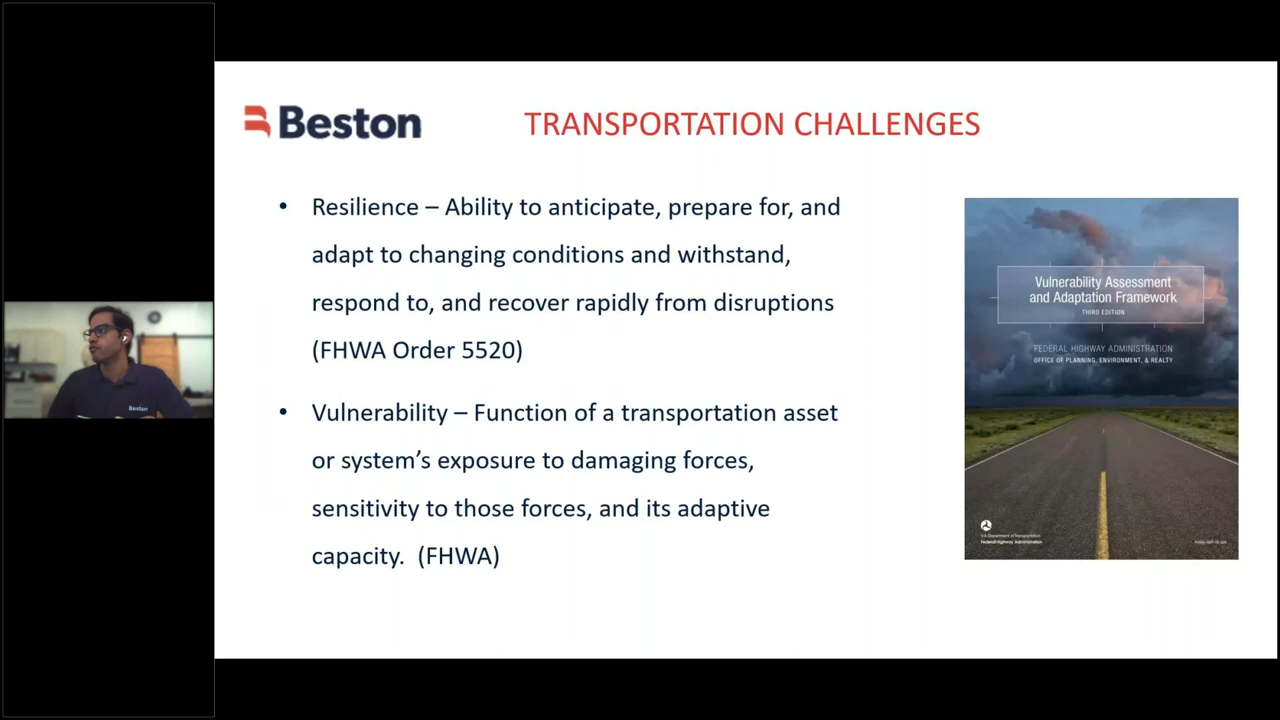 Beston
TRANSPORTATION CHALLENGES
• Resilience – Ability to anticipate, prepare for, and
adapt to changing conditions and withstand,
respond to, and recover rapidly from disruptions
(FHWA Order 5520)
• Vulnerability – Function of a transportation asset
or system's exposure to damaging forces,
sensitivity to those forces, and its adaptive
capacity. (FHWA)
Vulnerability Assessment
and Adaptation Framework
THIRD EDITION
FEDERAL HIGHWAY ADMINISTRATION
OFFICE OF PLANNING, ENVIRONMENT, & REALTY
U.S. Department of Transportation
Federal Highway Administration
Beston